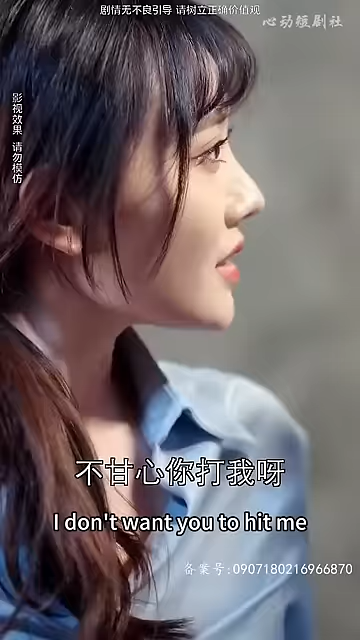 剧情无不良引导 请树立正确价值观
心动短剧社
影视效果 请勿模仿
不甘心你打我呀
I don't want you to hit me
备案号:0907180216966870